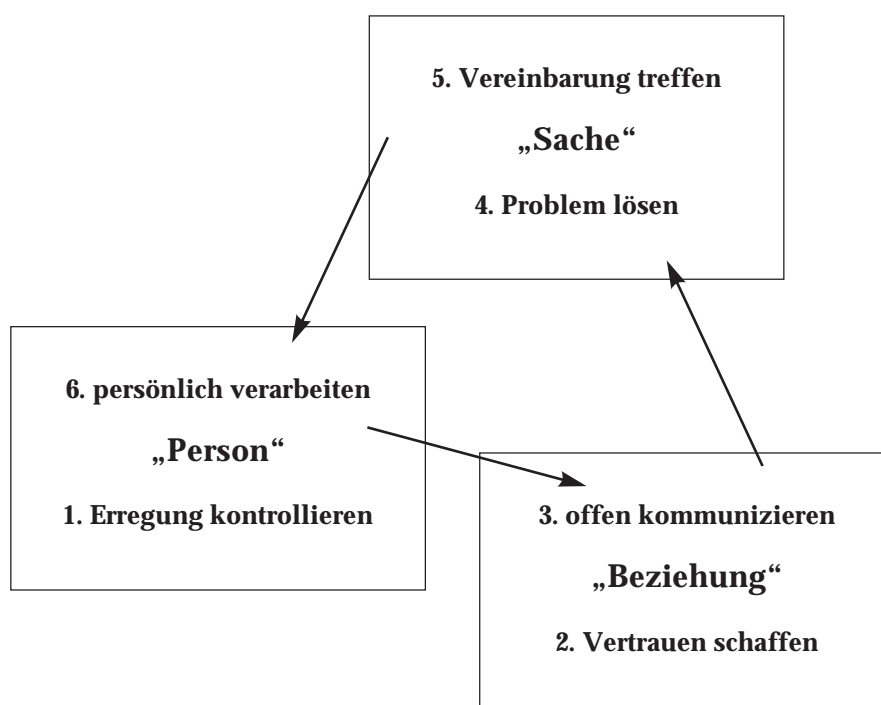 5. Vereinbarung treffen
„Sache“
4. Problem lösen
6. persönlich verarbeiten
„Person“
1. Erregung kontrollieren
3. offen kommunizieren
„Beziehung“
2. Vertrauen schaffen